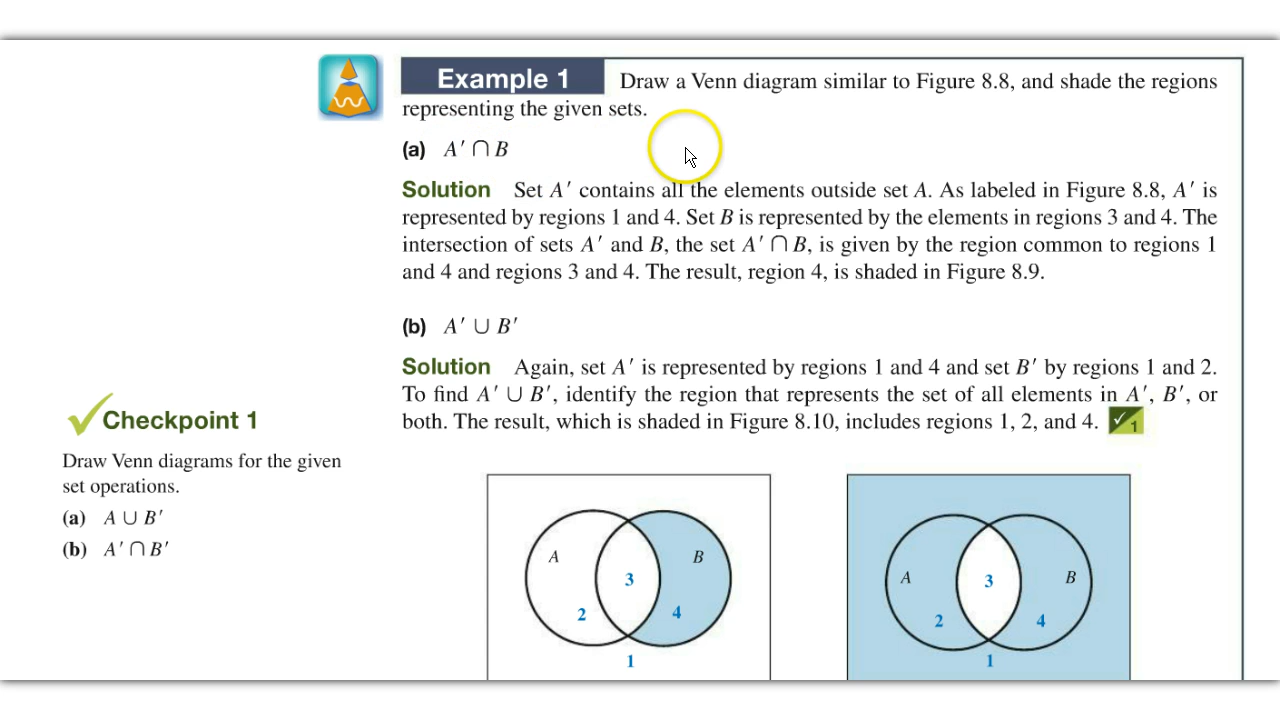 Example 1 Draw a Venn diagram similar to Figure 8.8, and shade the regions
representing the given sets.
(a) A′ ∩ B
Solution Set A′ contains all the elements outside set A. As labeled in Figure 8.8, A′ is
represented by regions 1 and 4. Set B is represented by the elements in regions 3 and 4. The
intersection of sets A′ and B, the set A′ ∩ B, is given by the region common to regions 1
and 4 and regions 3 and 4. The result, region 4, is shaded in Figure 8.9.
(b) A′ ∪ B′
Solution Again, set A′ is represented by regions 1 and 4 and set B′ by regions 1 and 2.
To find A′ ∪ B′, identify the region that represents the set of all elements in A′, B′, or
both. The result, which is shaded in Figure 8.10, includes regions 1, 2, and 4. 1
Checkpoint 1
Draw Venn diagrams for the given
set operations.
(a) A ∪ B′
(b) A′ ∩ B′
A B
3
2 4
1
A B
3
2 4
1